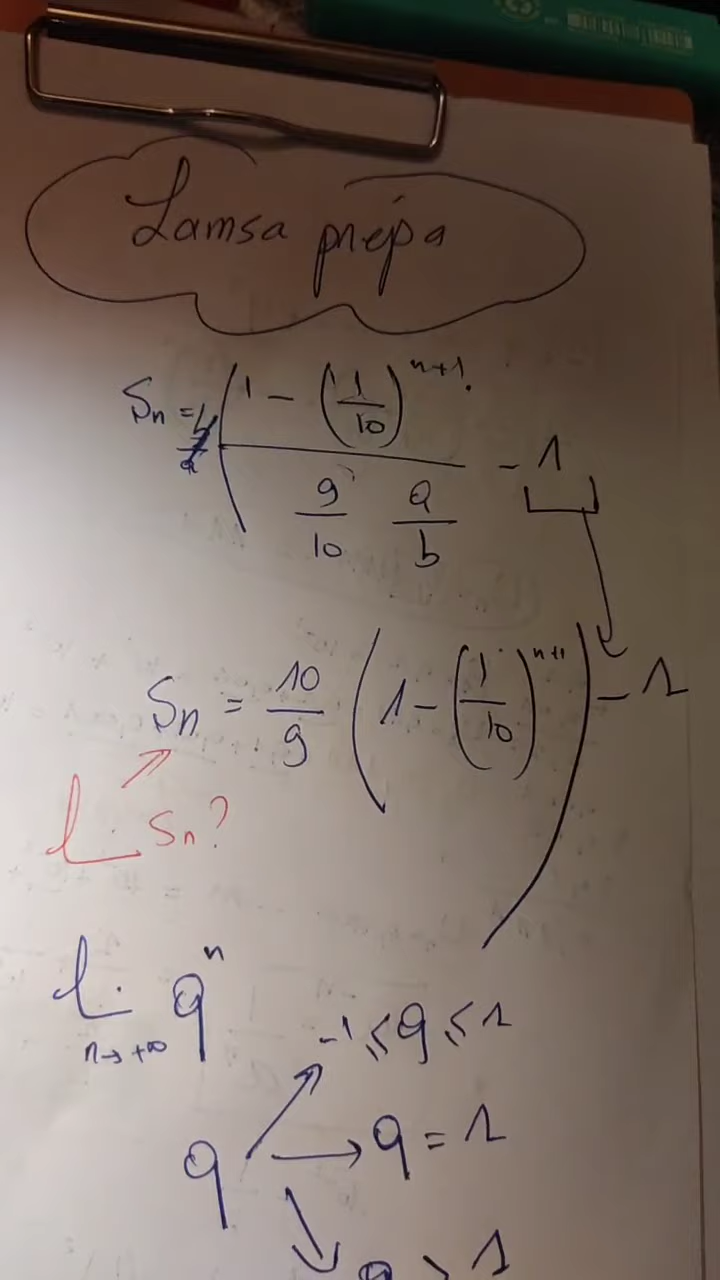 Lamsa prépa
Sn = (1 - (1/10)^n+1 / 9/10 - 1
a/b
Sn = 10/9 (1 - (1/10)^n+1) - 1
L. Sn?
L. q^n
n→+∞
-1 ≤ q ≤ 1
q → q = 1
q > 1